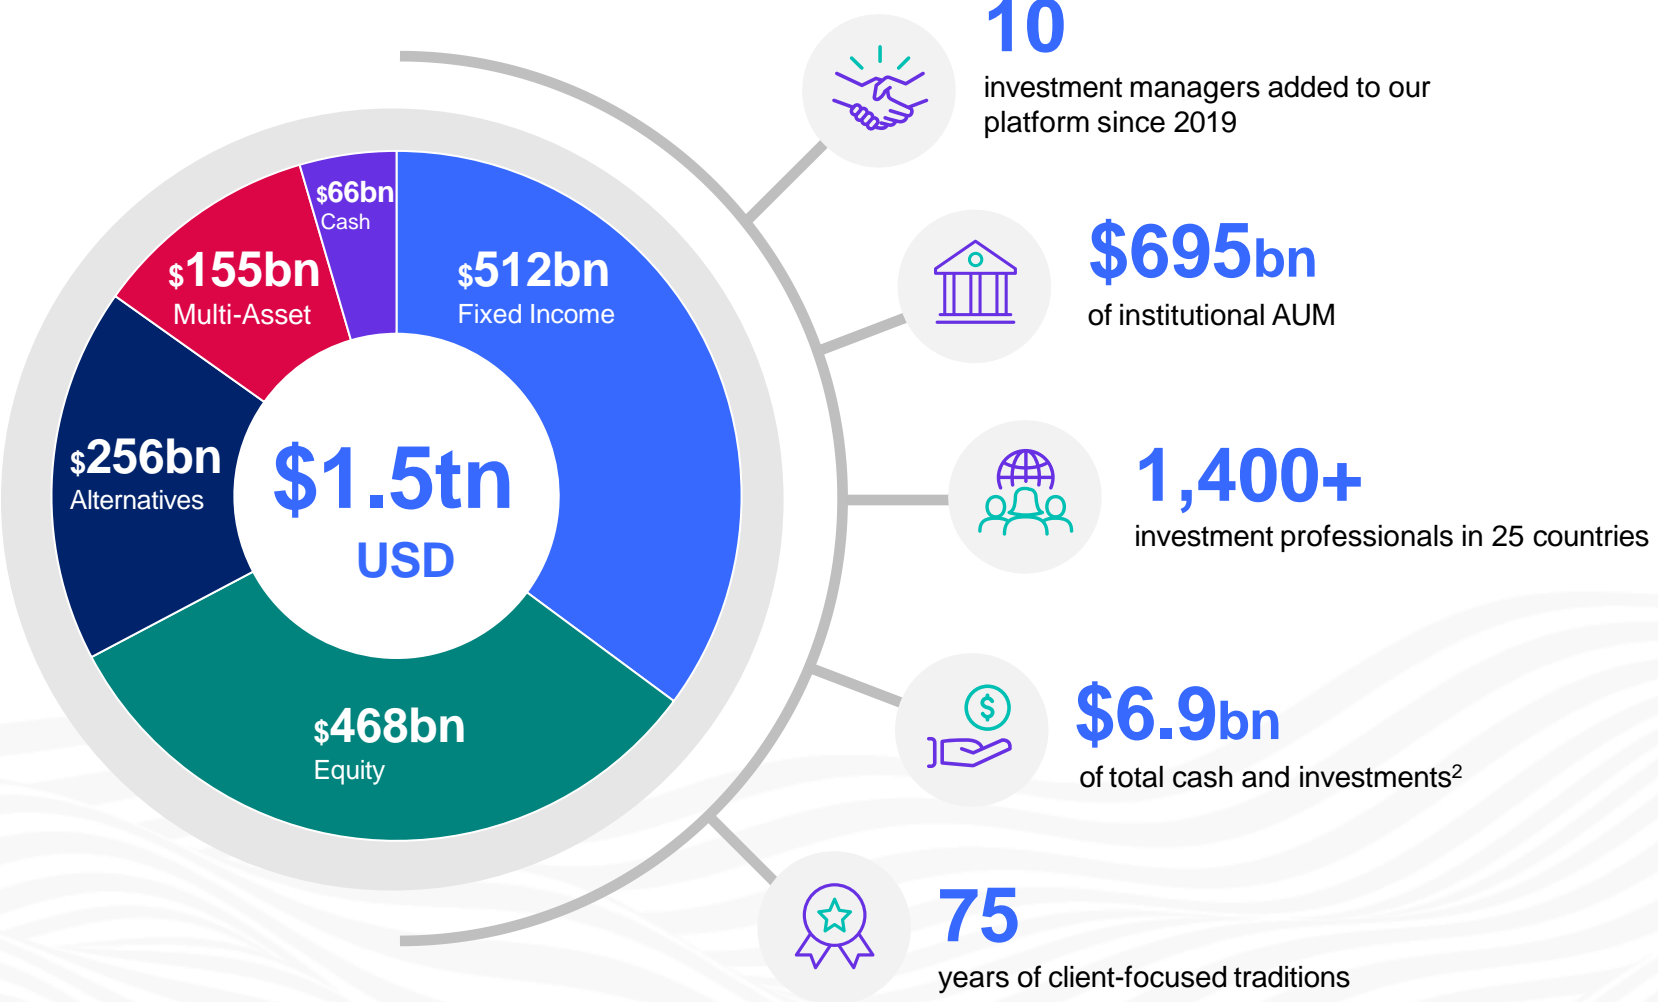 $66bn
Cash
$155bn
Multi-Asset
$512bn
Fixed Income
$256bn
Alternatives
$1.5tn
USD
$468bn
Equity
10
investment managers added to our
platform since 2019
$695bn
of institutional AUM
1,400+
investment professionals in 25 countries
$
$6.9bn
of total cash and investments²
75
years of client-focused traditions